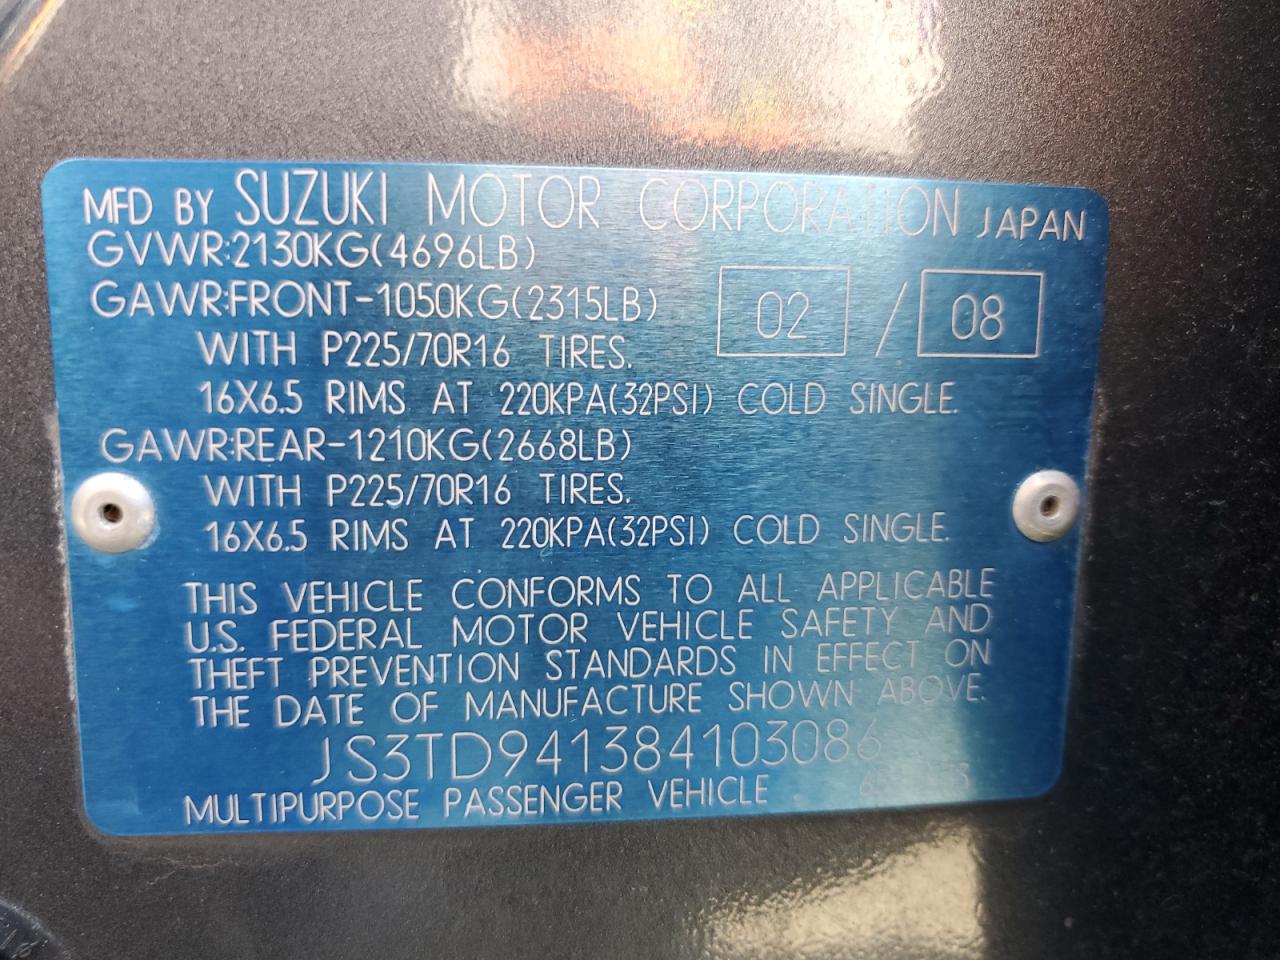 MFD BY SUZUKI MOTOR CORPORATION JAPAN
GVWR:2130KG(4696LB)
GAWR:FRONT-1050KG(2315LB) 02 / 08
WITH P225/70R16 TIRES.
16X6.5 RIMS AT 220KPA(32PSI) COLD SINGLE.
GAWR:REAR-1210KG(2668LB)
WITH P225/70R16 TIRES.
16X6.5 RIMS AT 220KPA(32PSI) COLD SINGLE.
THIS VEHICLE CONFORMS TO ALL APPLICABLE
U.S. FEDERAL MOTOR VEHICLE SAFETY AND
THEFT PREVENTION STANDARDS IN EFFECT ON
THE DATE OF MANUFACTURE SHOWN ABOVE.
JS3TD941384103086
MULTIPURPOSE PASSENGER VEHICLE